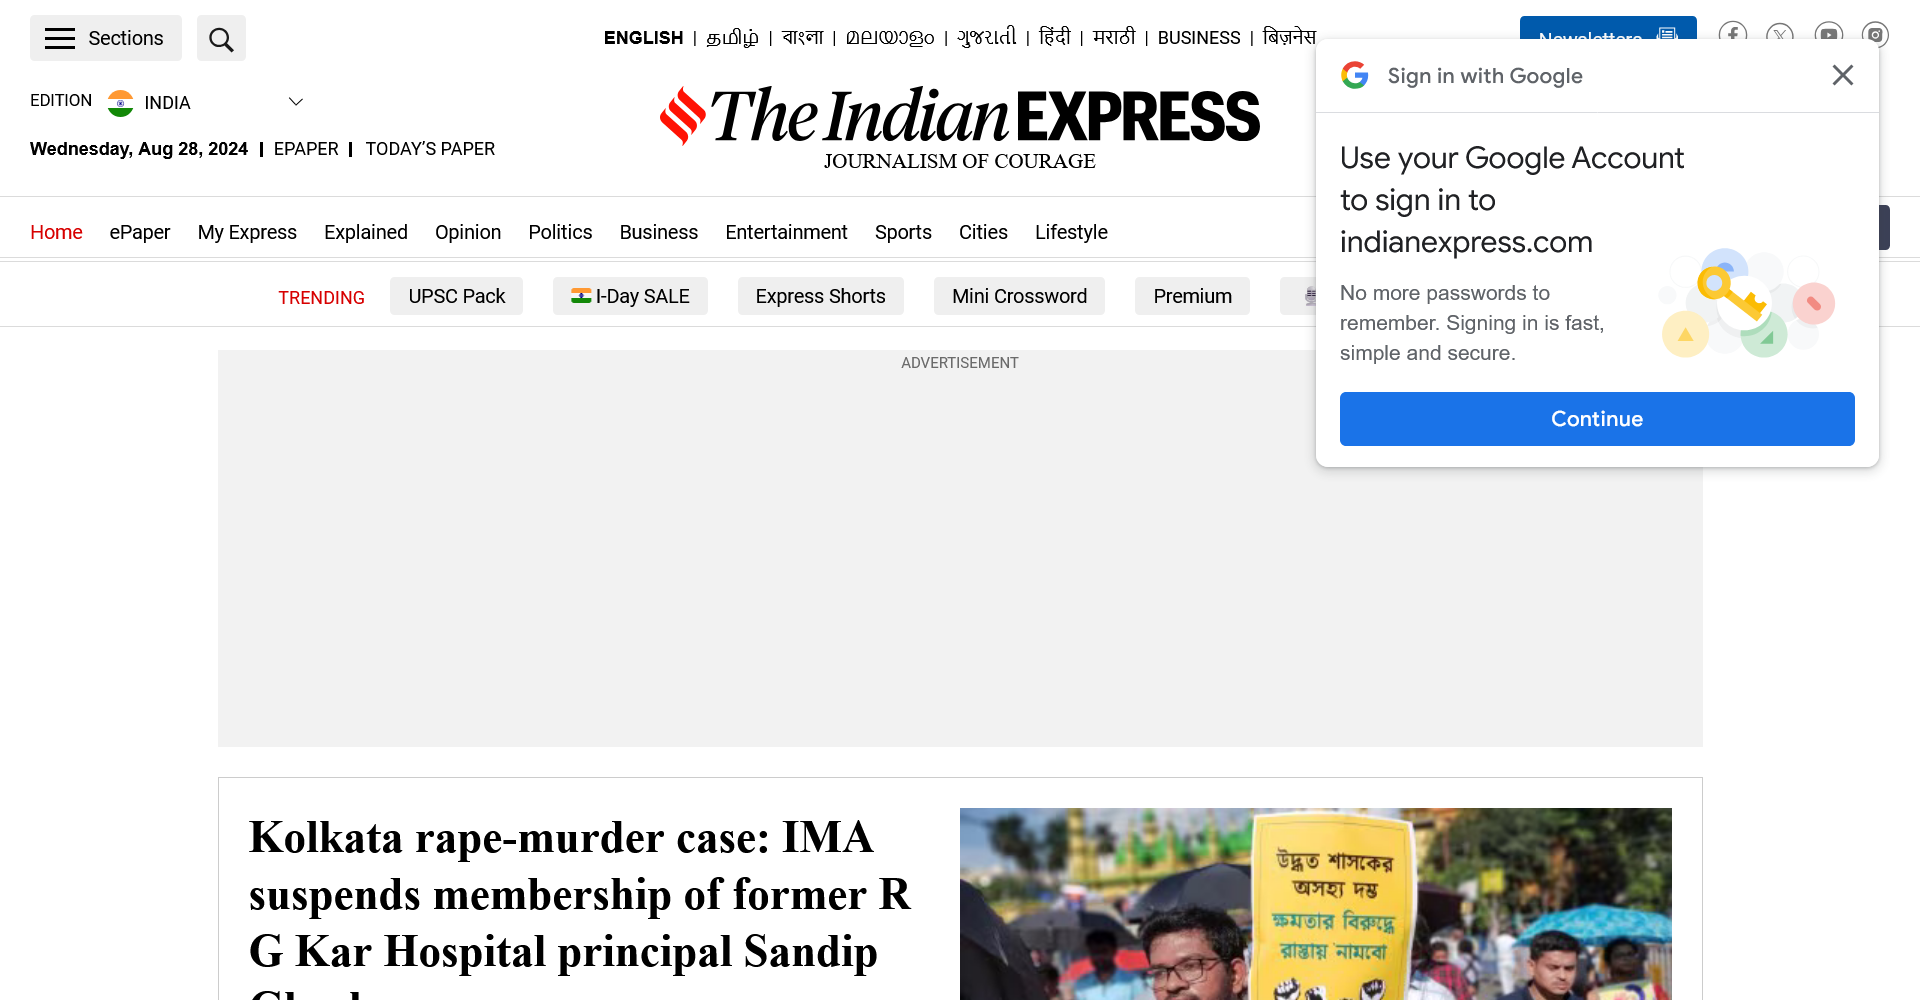 Sections
ENGLISH | தமிழ் | বাংলা | മലയാളം | ગુજરાતી | हिंदी | मराठी | BUSINESS | बिज़नेस
Sign in with Google
EDITION INDIA
The Indian EXPRESS
JOURNALISM OF COURAGE
Wednesday, Aug 28, 2024 | EPAPER | TODAY’S PAPER
Use your Google Account
to sign in to
indianexpress.com
No more passwords to
remember. Signing in is fast,
simple and secure.
Continue
Home ePaper My Express Explained Opinion Politics Business Entertainment Sports Cities Lifestyle
TRENDING UPSC Pack I-Day SALE Express Shorts Mini Crossword Premium
ADVERTISEMENT
Kolkata rape-murder case: IMA
suspends membership of former R
G Kar Hospital principal Sandip
উদ্ধত শাসকের
অসহ্য দম্ভ
ক্ষমতার বিরুদ্ধে
রাস্তায় নামবো